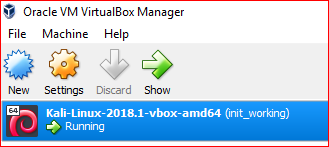 Oracle VM VirtualBox Manager
File Machine Help
New Settings Discard Show
64 Kali-Linux-2018.1-vbox-amd64 (init_working)
Running